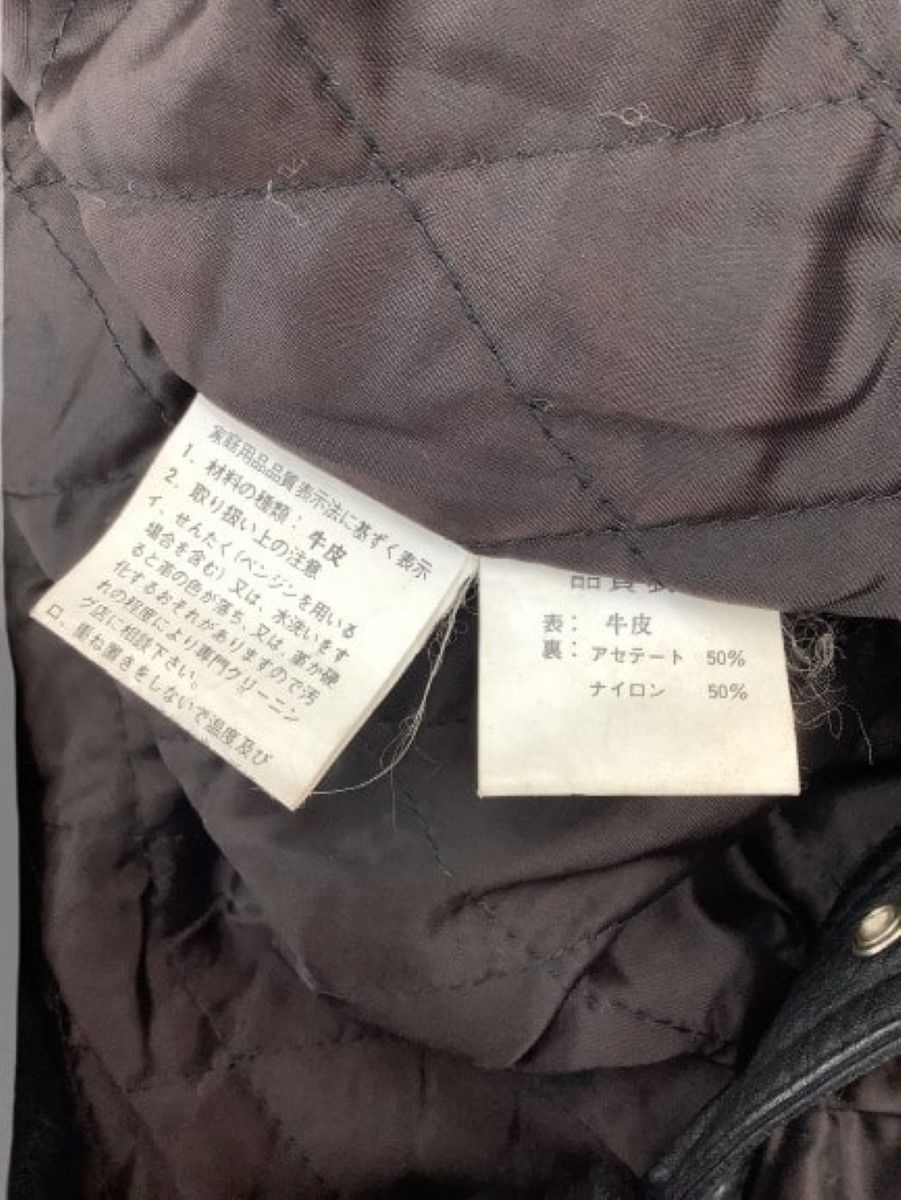 家庭用品品質表示法に基ずく表示
1. 材料の種類: 牛皮
2. 取り扱い上の注意
イ. せんたく(ベンジンを用いる
場合を含む)又は、水洗いをす
ると革の色が落ち、又は、革が硬
化するおそれがありますので汚
れの程度により専門クリーニン
グ店に相談下さい。
ロ. 重ね置きをしないで温度及び
品質表
表: 牛皮
裏: アセテート 50%
ナイロン 50%